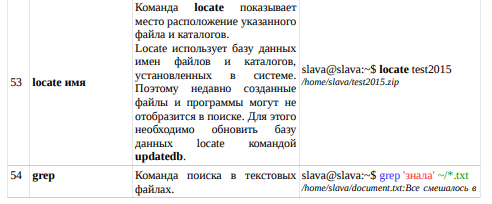 Команда locate показывает
место расположение указанного
файла и каталогов.
Locate использует базу данных
имен файлов и каталогов,
установленных в системе.
53 locate имя Поэтому недавно созданные slava@slava:~$ locate test2015
файлы и программы могут не /home/slava/test2015.zip
отобразится в поиске. Для этого
необходимо обновить базу
данных locate командой
updatedb.
54 grep Команда поиска в текстовых slava@slava:~$ grep 'знала' ~/*.txt
файлах. /home/slava/document.txt:Все смешалось в